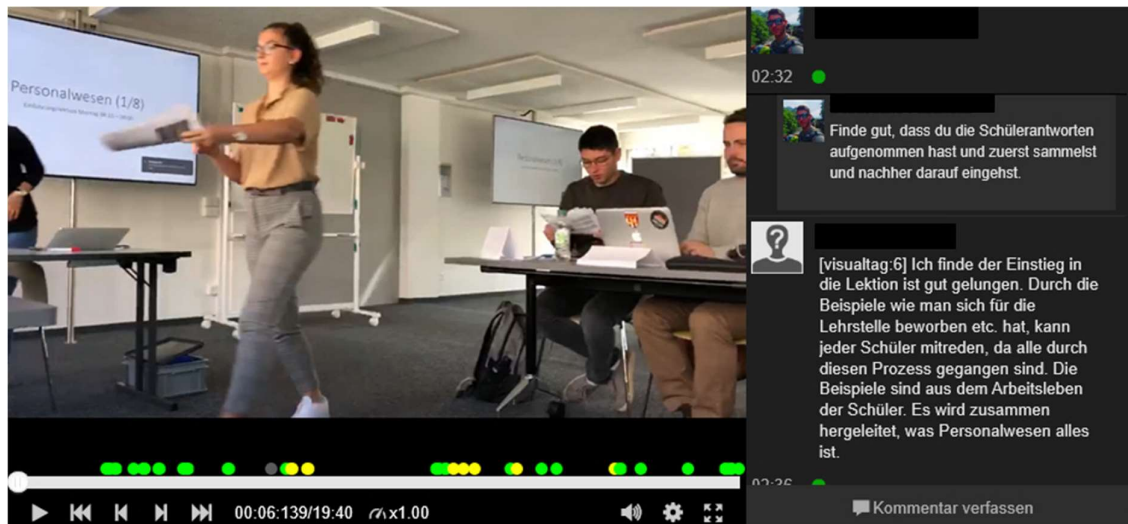 Personalwesen (1/8)
02:32
Finde gut, dass du die Schülerantworten
aufgenommen hast und zuerst sammelst
und nachher darauf eingehst.
[visualtag:6] Ich finde der Einstieg in
die Lektion ist gut gelungen. Durch die
Beispiele wie man sich für die
Lehrstelle beworben etc. hat, kann
jeder Schüler mitreden, da alle durch
diesen Prozess gegangen sind. Die
Beispiele sind aus dem Arbeitsleben
der Schüler. Es wird zusammen
hergeleitet, was Personalwesen alles
ist.
02:36
00:06:139/19:40
x1.00
Kommentar verfassen